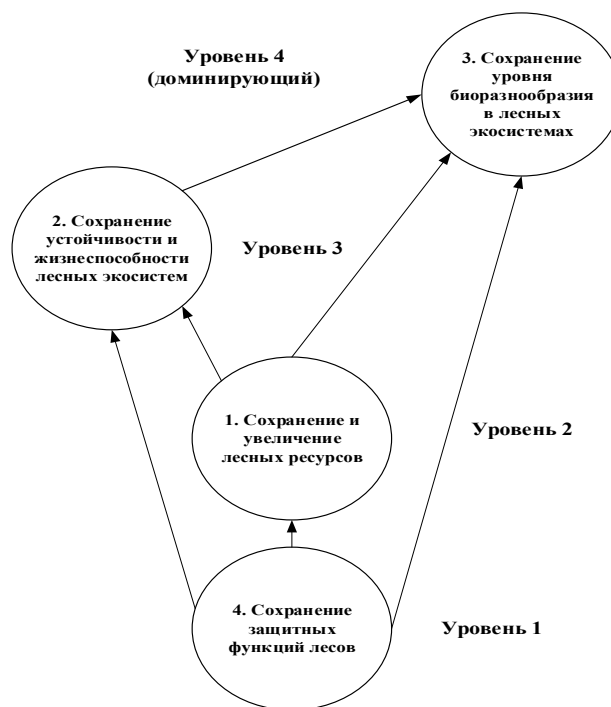 Уровень 4
(доминирующий)
3. Сохранение
уровня
биоразнообразия
в лесных
экосистемах
2. Сохранение
устойчивости и
жизнеспособности
лесных экосистем
Уровень 3
1. Сохранение и
увеличение
лесных ресурсов
Уровень 2
4. Сохранение
защитных
функций лесов
Уровень 1